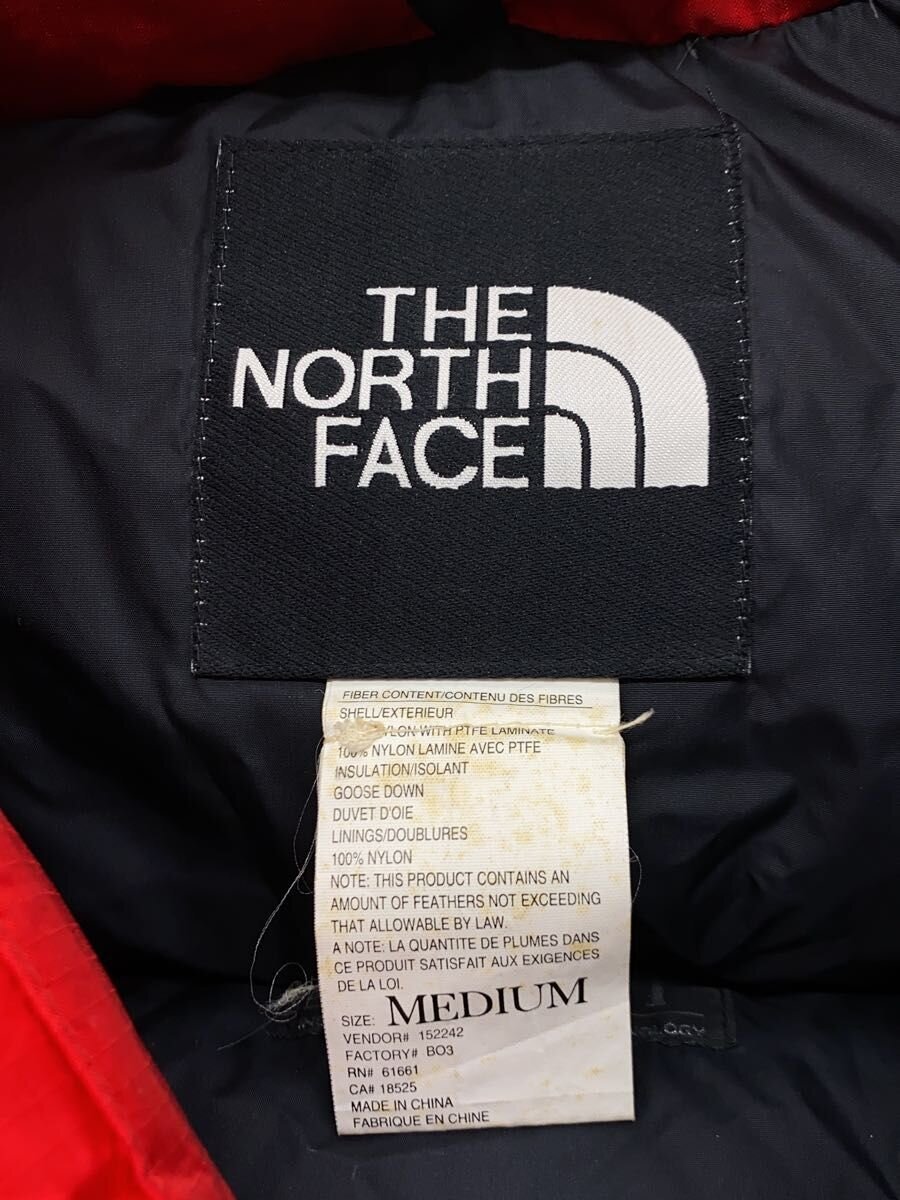 THE
NORTH
FACE
FIBER CONTENT/CONTENU DES FIBRES
SHELL/EXTERIEUR
WITH PTFE LAMINATE
100% NYLON LAMINE AVEC PTFE
INSULATION/ISOLANT
GOOSE DOWN
DUVET D'OIE
LININGS/DOUBLURES
100% NYLON
NOTE: THIS PRODUCT CONTAINS AN
AMOUNT OF FEATHERS NOT EXCEEDING
THAT ALLOWABLE BY LAW.
A NOTE: LA QUANTITE DE PLUMES DANS
CE PRODUIT SATISFAIT AUX EXIGENCES
DE LA LOI.
SIZE: MEDIUM
VENDOR# 152242
FACTORY# BO3
RN# 61661
CA# 18525
MADE IN CHINA
FABRIQUE EN CHINE